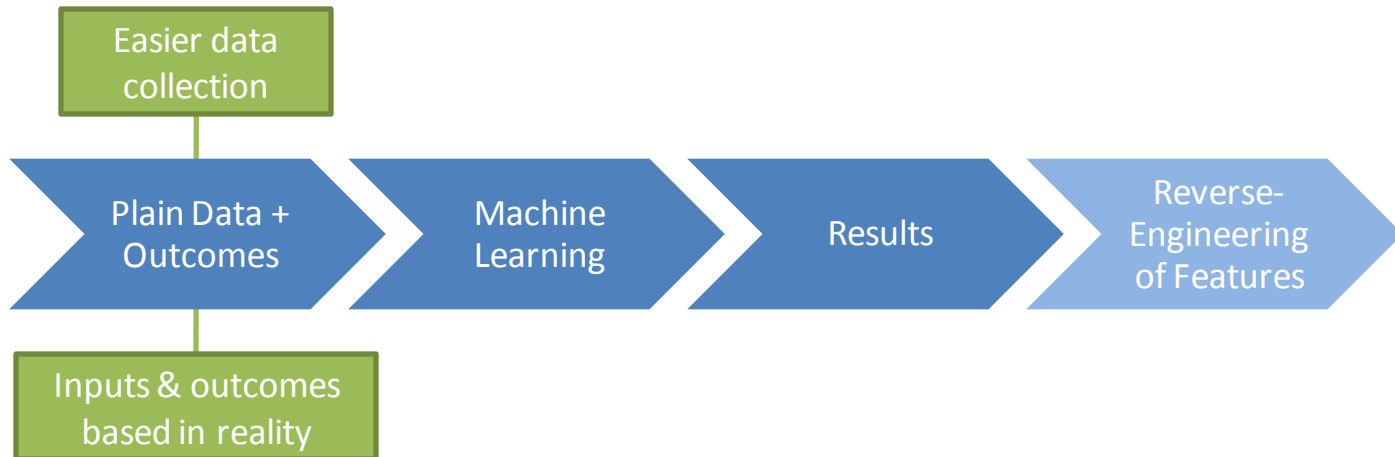 Easier data
collection
Plain Data +
Outcomes
Machine
Learning
Results
Reverse-
Engineering
of Features
Inputs & outcomes
based in reality